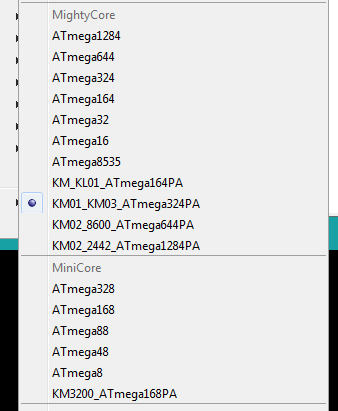 MightyCore
ATmega1284
ATmega644
ATmega324
ATmega164
ATmega32
ATmega16
ATmega8535
KM_KL01_ATmega164PA
KM01_KM03_ATmega324PA
KM02_8600_ATmega644PA
KM02_2442_ATmega1284PA
MiniCore
ATmega328
ATmega168
ATmega88
ATmega48
ATmega8
KM3200_ATmega168PA